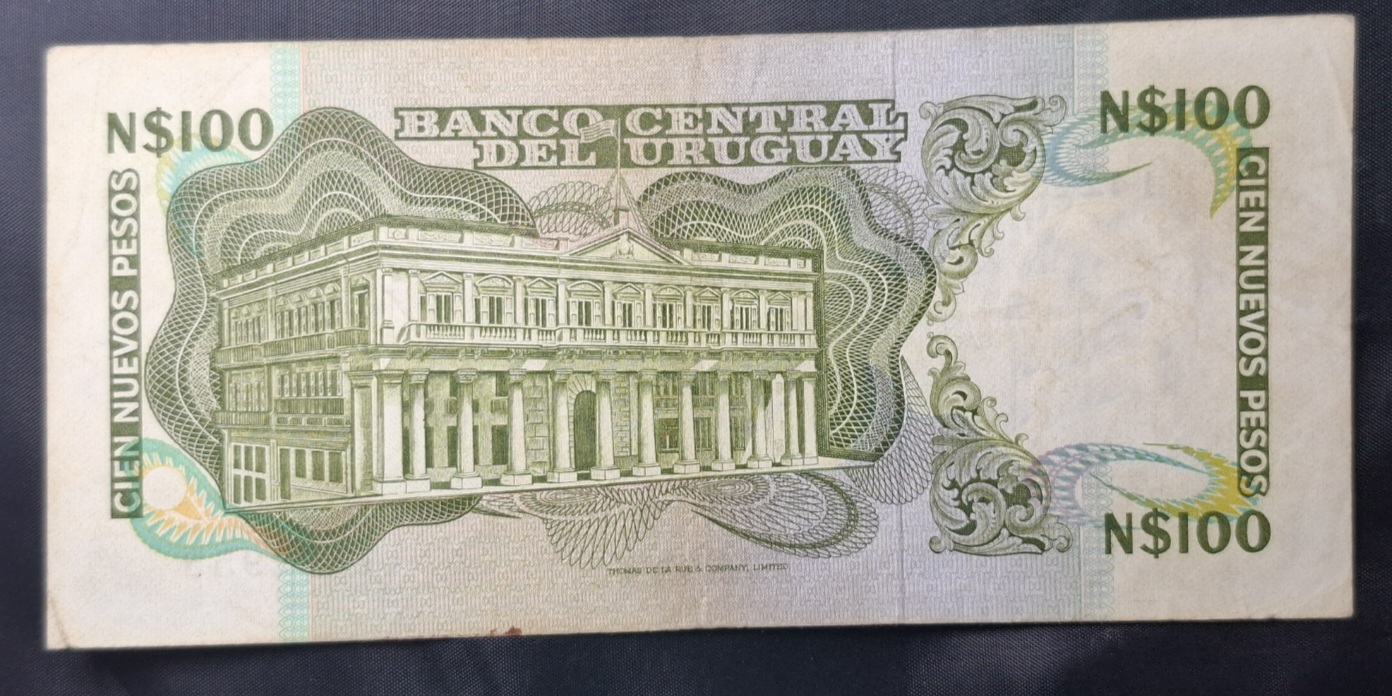 N$100
BANCO CENTRAL
DEL URUGUAY
N$100
CIEN NUEVOS PESOS
CIEN NUEVOS PESOS
N$100
THOMAS DE LA RUE & COMPANY, LIMITED